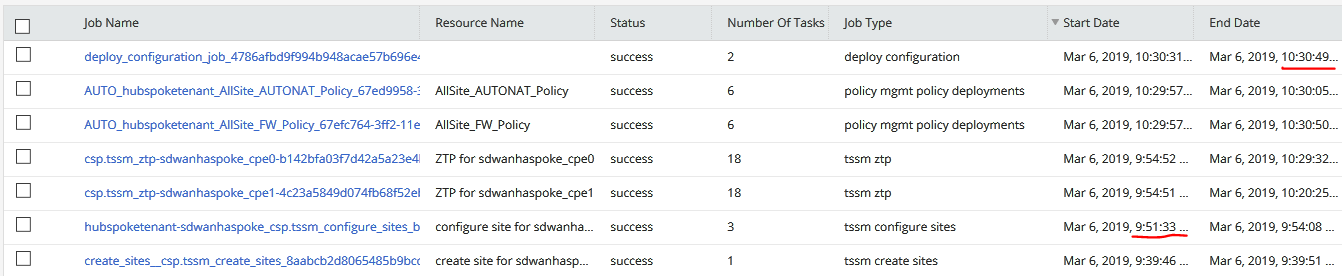 Job Name Resource Name Status Number Of Tasks Job Type Start Date End Date
deploy_configuration_job_4786afbd9f994b948acae57b696e4 success 2 deploy configuration Mar 6, 2019, 10:30:31... Mar 6, 2019, 10:30:49...
AUTO_hubspoketenant_AllSite_AUTONAT_Policy_67ed9958-3 AllSite_AUTONAT_Policy success 6 policy mgmt policy deployments Mar 6, 2019, 10:29:57... Mar 6, 2019, 10:30:05...
AUTO_hubspoketenant_AllSite_FW_Policy_67efc764-3ff2-11e AllSite_FW_Policy success 6 policy mgmt policy deployments Mar 6, 2019, 10:29:57... Mar 6, 2019, 10:30:50...
csp.tssm_ztp-sdwanhaspoke_cpe0-b142bfa03f7d42a5a23e4 ZTP for sdwanhaspoke_cpe0 success 18 tssm ztp Mar 6, 2019, 9:54:52 ... Mar 6, 2019, 10:29:32...
csp.tssm_ztp-sdwanhaspoke_cpe1-4c23a5849d074fb68f52e ZTP for sdwanhaspoke_cpe1 success 18 tssm ztp Mar 6, 2019, 9:54:51 ... Mar 6, 2019, 10:20:25...
hubspoketenant-sdwanhaspoke_csp.tssm_configure_sites_b configure site for sdwanha... success 3 tssm configure sites Mar 6, 2019, 9:51:33 ... Mar 6, 2019, 9:54:08 ...
create_sites__csp.tssm_create_sites_8aabcb2d8065485b9bcc create site for sdwanhasp... success 1 tssm create sites Mar 6, 2019, 9:39:46 ... Mar 6, 2019, 9:39:51 ...